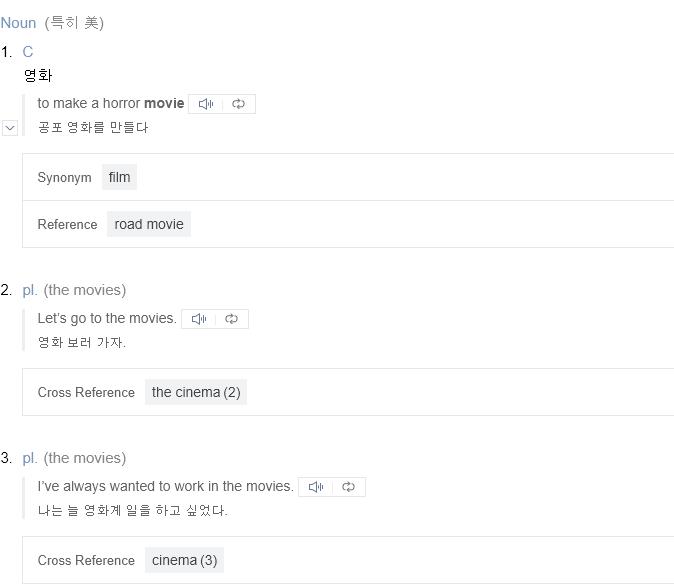 Noun (특히 美)
1. C
영화
to make a horror movie
공포 영화를 만들다
Synonym film
Reference road movie
2. pl. (the movies)
Let’s go to the movies.
영화 보러 가자.
Cross Reference the cinema (2)
3. pl. (the movies)
I’ve always wanted to work in the movies.
나는 늘 영화계 일을 하고 싶었다.
Cross Reference cinema (3)